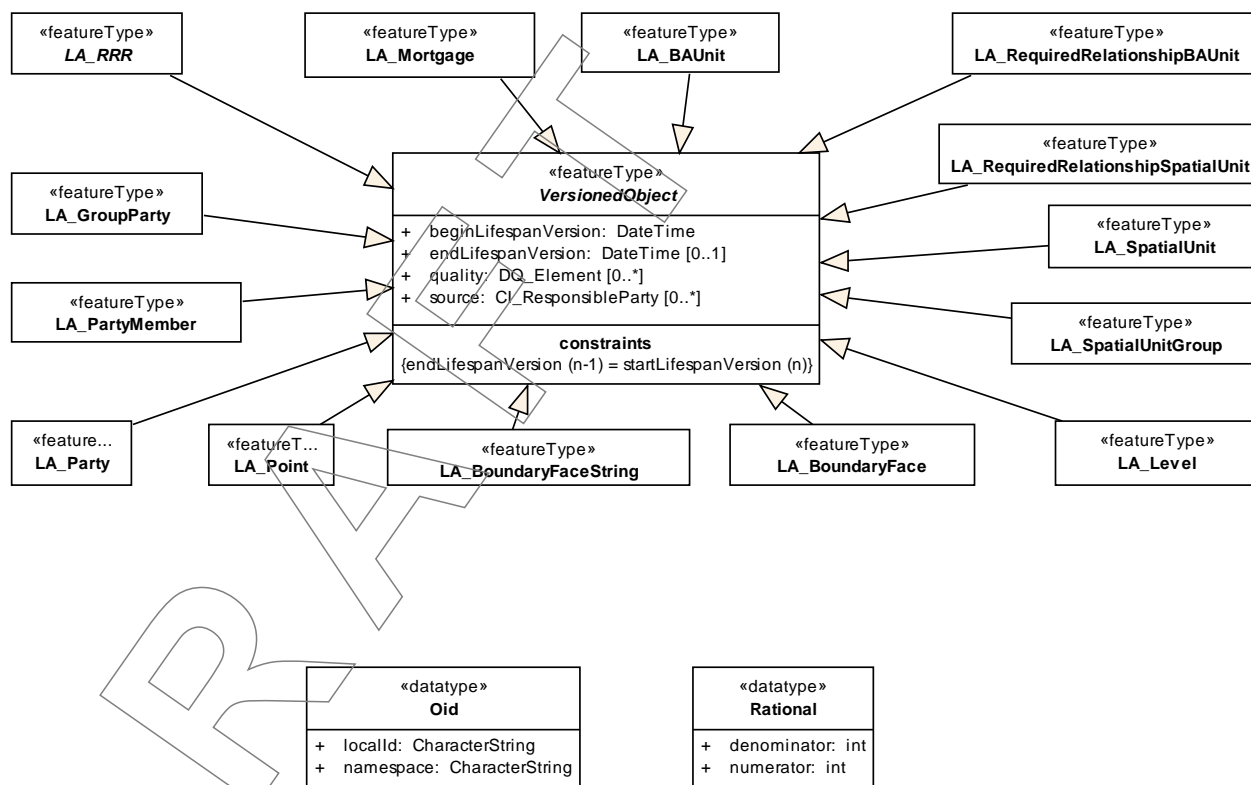 «featureType»
LA_RRR
«featureType»
LA_Mortgage
«featureType»
LA_BAUnit
«featureType»
LA_RequiredRelationshipBAUnit
«featureType»
LA_RequiredRelationshipSpatialUnit
«featureType»
LA_GroupParty
«featureType»
VersionedObject
+ beginLifespanVersion: DateTime
+ endLifespanVersion: DateTime [0..1]
+ quality: DQ_Element [0..*]
+ source: CI_ResponsibleParty [0..*]
constraints
{endLifespanVersion (n-1) = startLifespanVersion (n)}
«featureType»
LA_SpatialUnit
«featureType»
LA_PartyMember
«featureType»
LA_SpatialUnitGroup
«feature...
LA_Party
«featureT...
LA_Point
«featureType»
LA_BoundaryFaceString
«featureType»
LA_BoundaryFace
«featureType»
LA_Level
«datatype»
Oid
+ localId: CharacterString
+ namespace: CharacterString
«datatype»
Rational
+ denominator: int
+ numerator: int
RAFT